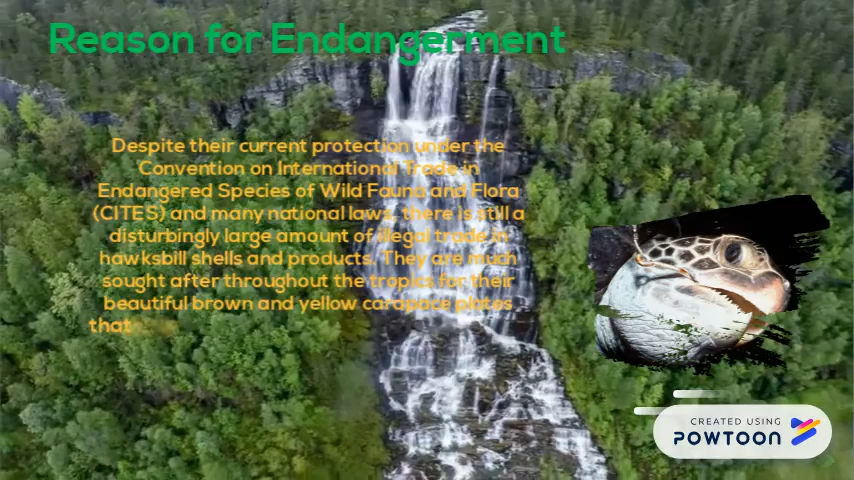 Reason for Endangerment
Despite their current protection under the
Convention on International Trade in
Endangered Species of Wild Fauna and Flora
(CITES) and many national laws, there is still a
disturbingly large amount of illegal trade in
hawksbill shells and products. They are much
sought after throughout the tropics for their
beautiful brown and yellow carapace plates
that
CREATED USING
POWTOON